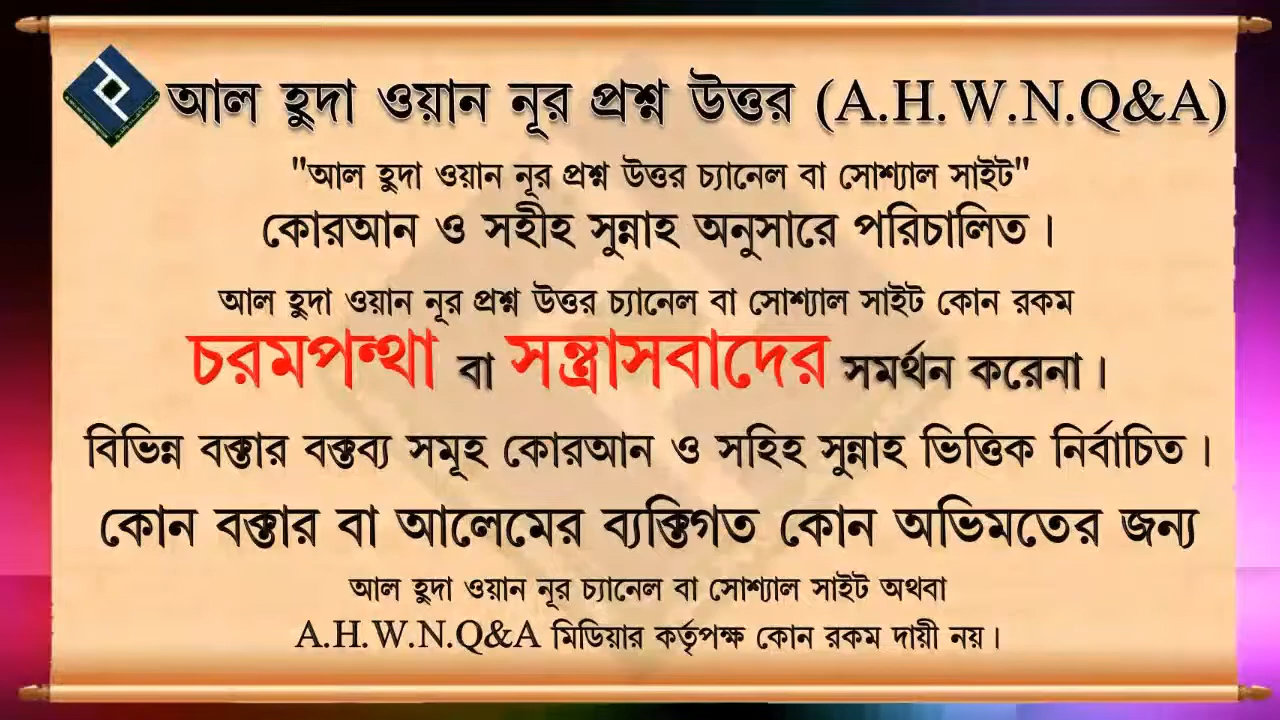 আল হুদা ওয়ান নূর প্রশ্ন উত্তর (A.H.W.N.Q&A)
"আল হুদা ওয়ান নূর প্রশ্ন উত্তর চ্যানেল বা সোশ্যাল সাইট"
কোরআন ও সহীহ সুন্নাহ অনুসারে পরিচালিত।
আল হুদা ওয়ান নূর প্রশ্ন উত্তর চ্যানেল বা সোশ্যাল সাইট কোন রকম
চরমপন্থা বা সন্ত্রাসবাদের সমর্থন করেনা।
বিভিন্ন বক্তার বক্তব্য সমূহ কোরআন ও সহিহ সুন্নাহ ভিত্তিক নির্বাচিত।
কোন বক্তার বা আলেমের ব্যক্তিগত কোন অভিমতের জন্য
আল হুদা ওয়ান নূর চ্যানেল বা সোশ্যাল সাইট অথবা
A.H.W.N.Q&A মিডিয়ার কর্তৃপক্ষ কোন রকম দায়ী নয়।